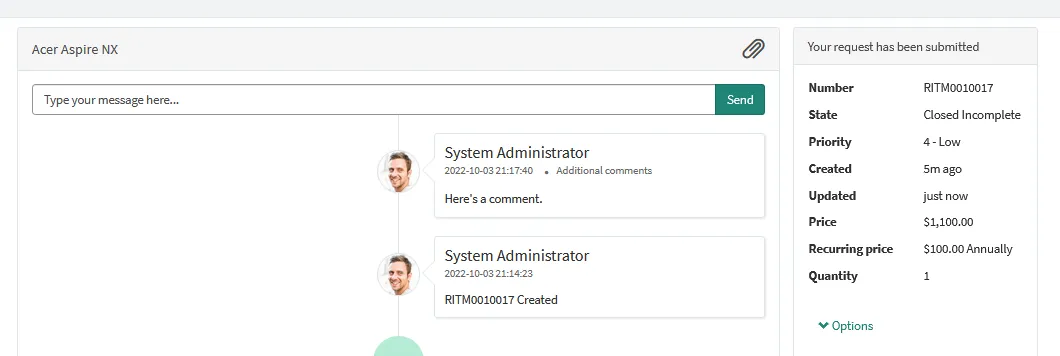 Acer Aspire NX
Type your message here...
Send
System Administrator
2022-10-03 21:17:40 • Additional comments
Here's a comment.
System Administrator
2022-10-03 21:14:23
RITM0010017 Created
Your request has been submitted
Number RITM0010017
State Closed Incomplete
Priority 4 - Low
Created 5m ago
Updated just now
Price $1,100.00
Recurring price $100.00 Annually
Quantity 1
Options